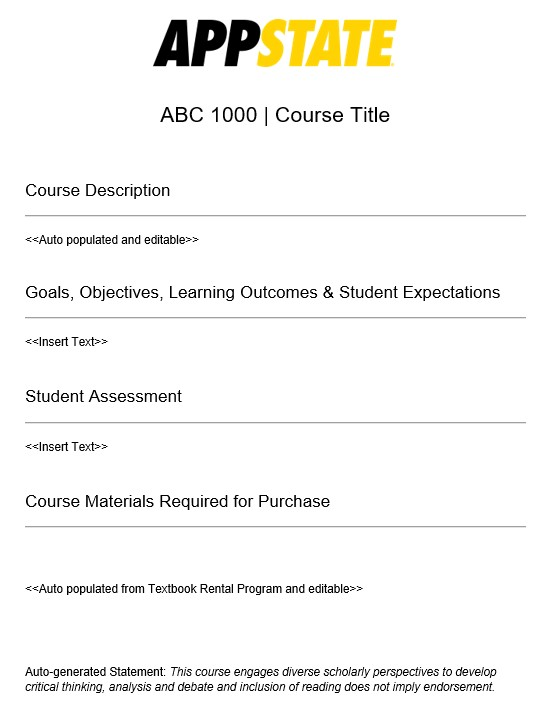 APPSTATE
ABC 1000 | Course Title
Course Description
<<Auto populated and editable>>
Goals, Objectives, Learning Outcomes & Student Expectations
<<Insert Text>>
Student Assessment
<<Insert Text>>
Course Materials Required for Purchase
<<Auto populated from Textbook Rental Program and editable>>
Auto-generated Statement: This course engages diverse scholarly perspectives to develop
critical thinking, analysis and debate and inclusion of reading does not imply endorsement.